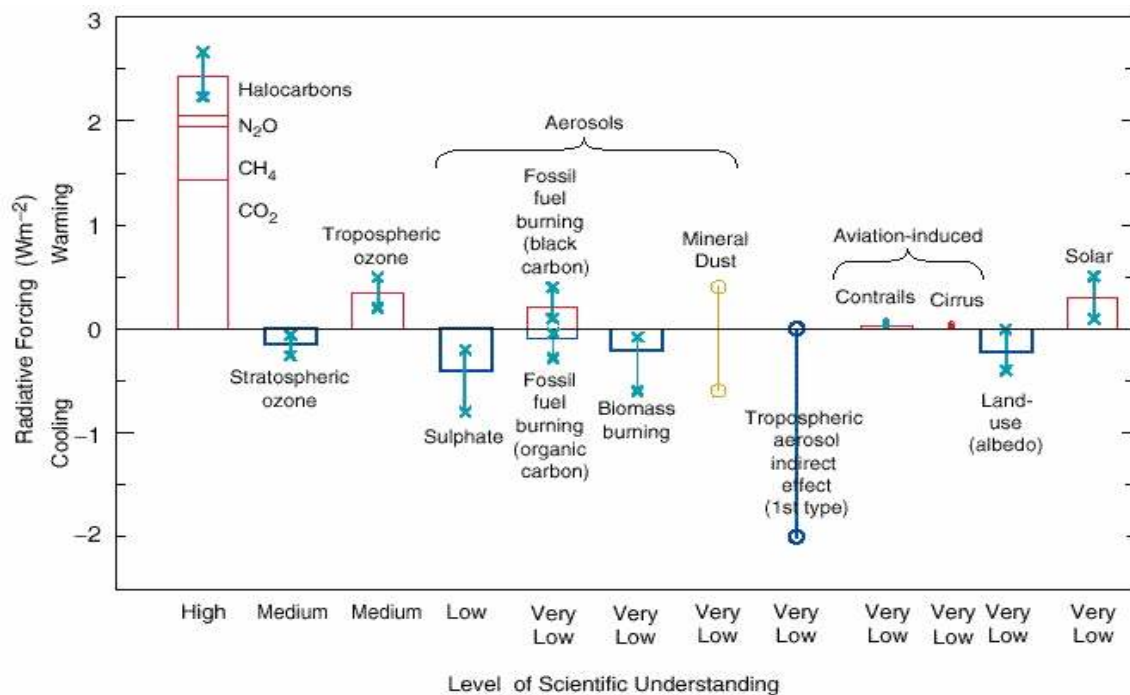 3
2
1
0
−1
−2
Radiative Forcing (Wm−2)
Cooling Warming
Halocarbons
N2O
CH4
CO2
Stratospheric
ozone
Tropospheric
ozone
Aerosols
Sulphate
Fossil
fuel
burning
(black
carbon)
Fossil
fuel
burning
(organic
carbon)
Biomass
burning
Mineral
Dust
Tropospheric
aerosol
indirect
effect
(1st type)
Aviation-induced
Contrails
Cirrus
Land-
use
(albedo)
Solar
High
Medium
Medium
Low
Very
Low
Very
Low
Very
Low
Very
Low
Very
Low
Very
Low
Very
Low
Very
Low
Level of Scientific Understanding